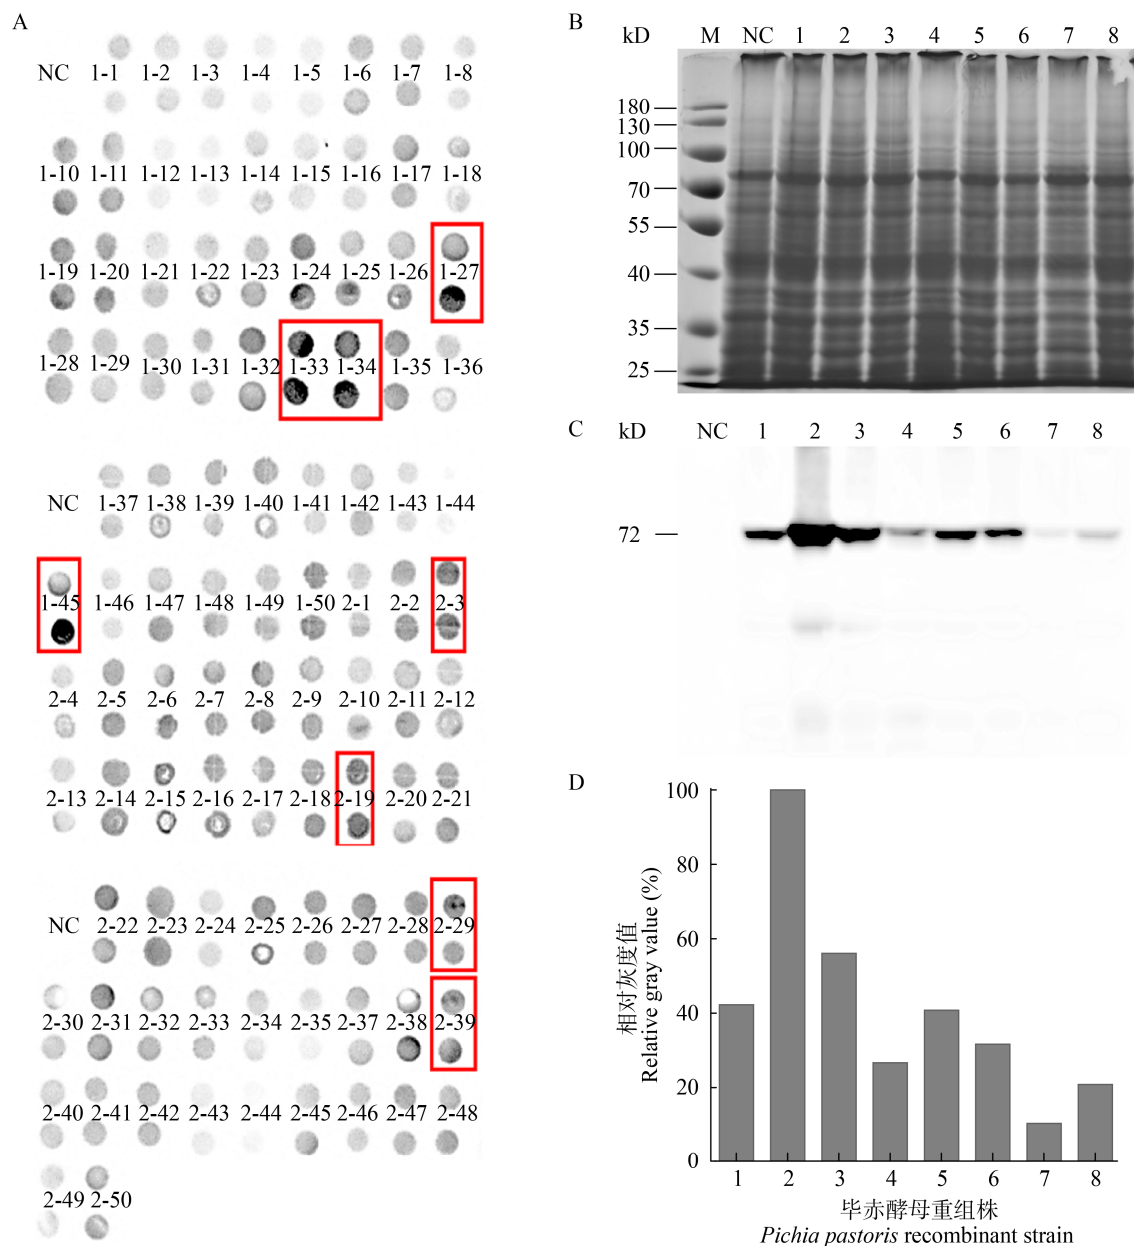 A
NC 1-1 1-2 1-3 1-4 1-5 1-6 1-7 1-8
1-10 1-11 1-12 1-13 1-14 1-15 1-16 1-17 1-18
1-19 1-20 1-21 1-22 1-23 1-24 1-25 1-26 1-27
1-28 1-29 1-30 1-31 1-32 1-33 1-34 1-35 1-36
NC 1-37 1-38 1-39 1-40 1-41 1-42 1-43 1-44
1-45 1-46 1-47 1-48 1-49 1-50 2-1 2-2 2-3
2-4 2-5 2-6 2-7 2-8 2-9 2-10 2-11 2-12
2-13 2-14 2-15 2-16 2-17 2-18 2-19 2-20 2-21
NC 2-22 2-23 2-24 2-25 2-26 2-27 2-28 2-29
2-30 2-31 2-32 2-33 2-34 2-35 2-37 2-38 2-39
2-40 2-41 2-42 2-43 2-44 2-45 2-46 2-47 2-48
2-49 2-50
B
kD M NC 1 2 3 4 5 6 7 8
180
130
100
70
55
40
35
25
C
kD NC 1 2 3 4 5 6 7 8
72
D
相对灰度值
Relative gray value (%)
100
80
60
40
20
0
1 2 3 4 5 6 7 8
毕赤酵母重组株
Pichia pastoris recombinant strain